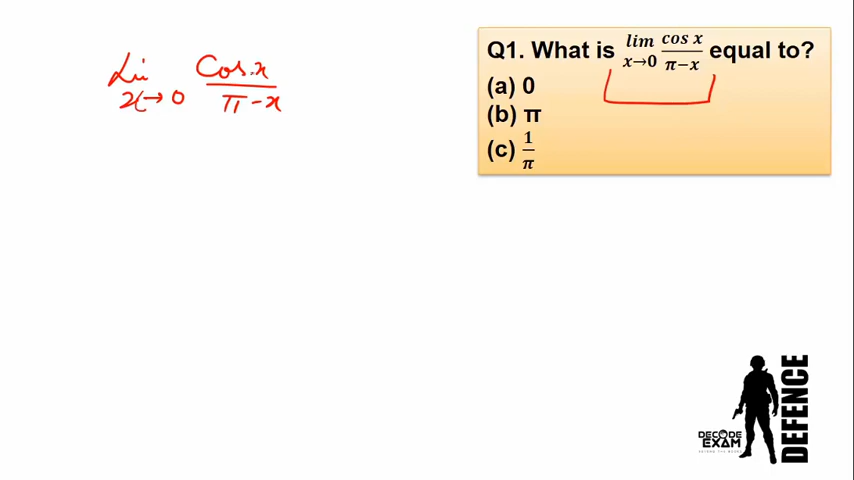 Lim Cos x
x→0 π-x
Q1. What is lim x→0 cos x / π−x equal to?
(a) 0
(b) π
(c) 1/π
DECODE
EXAM
DEFENCE